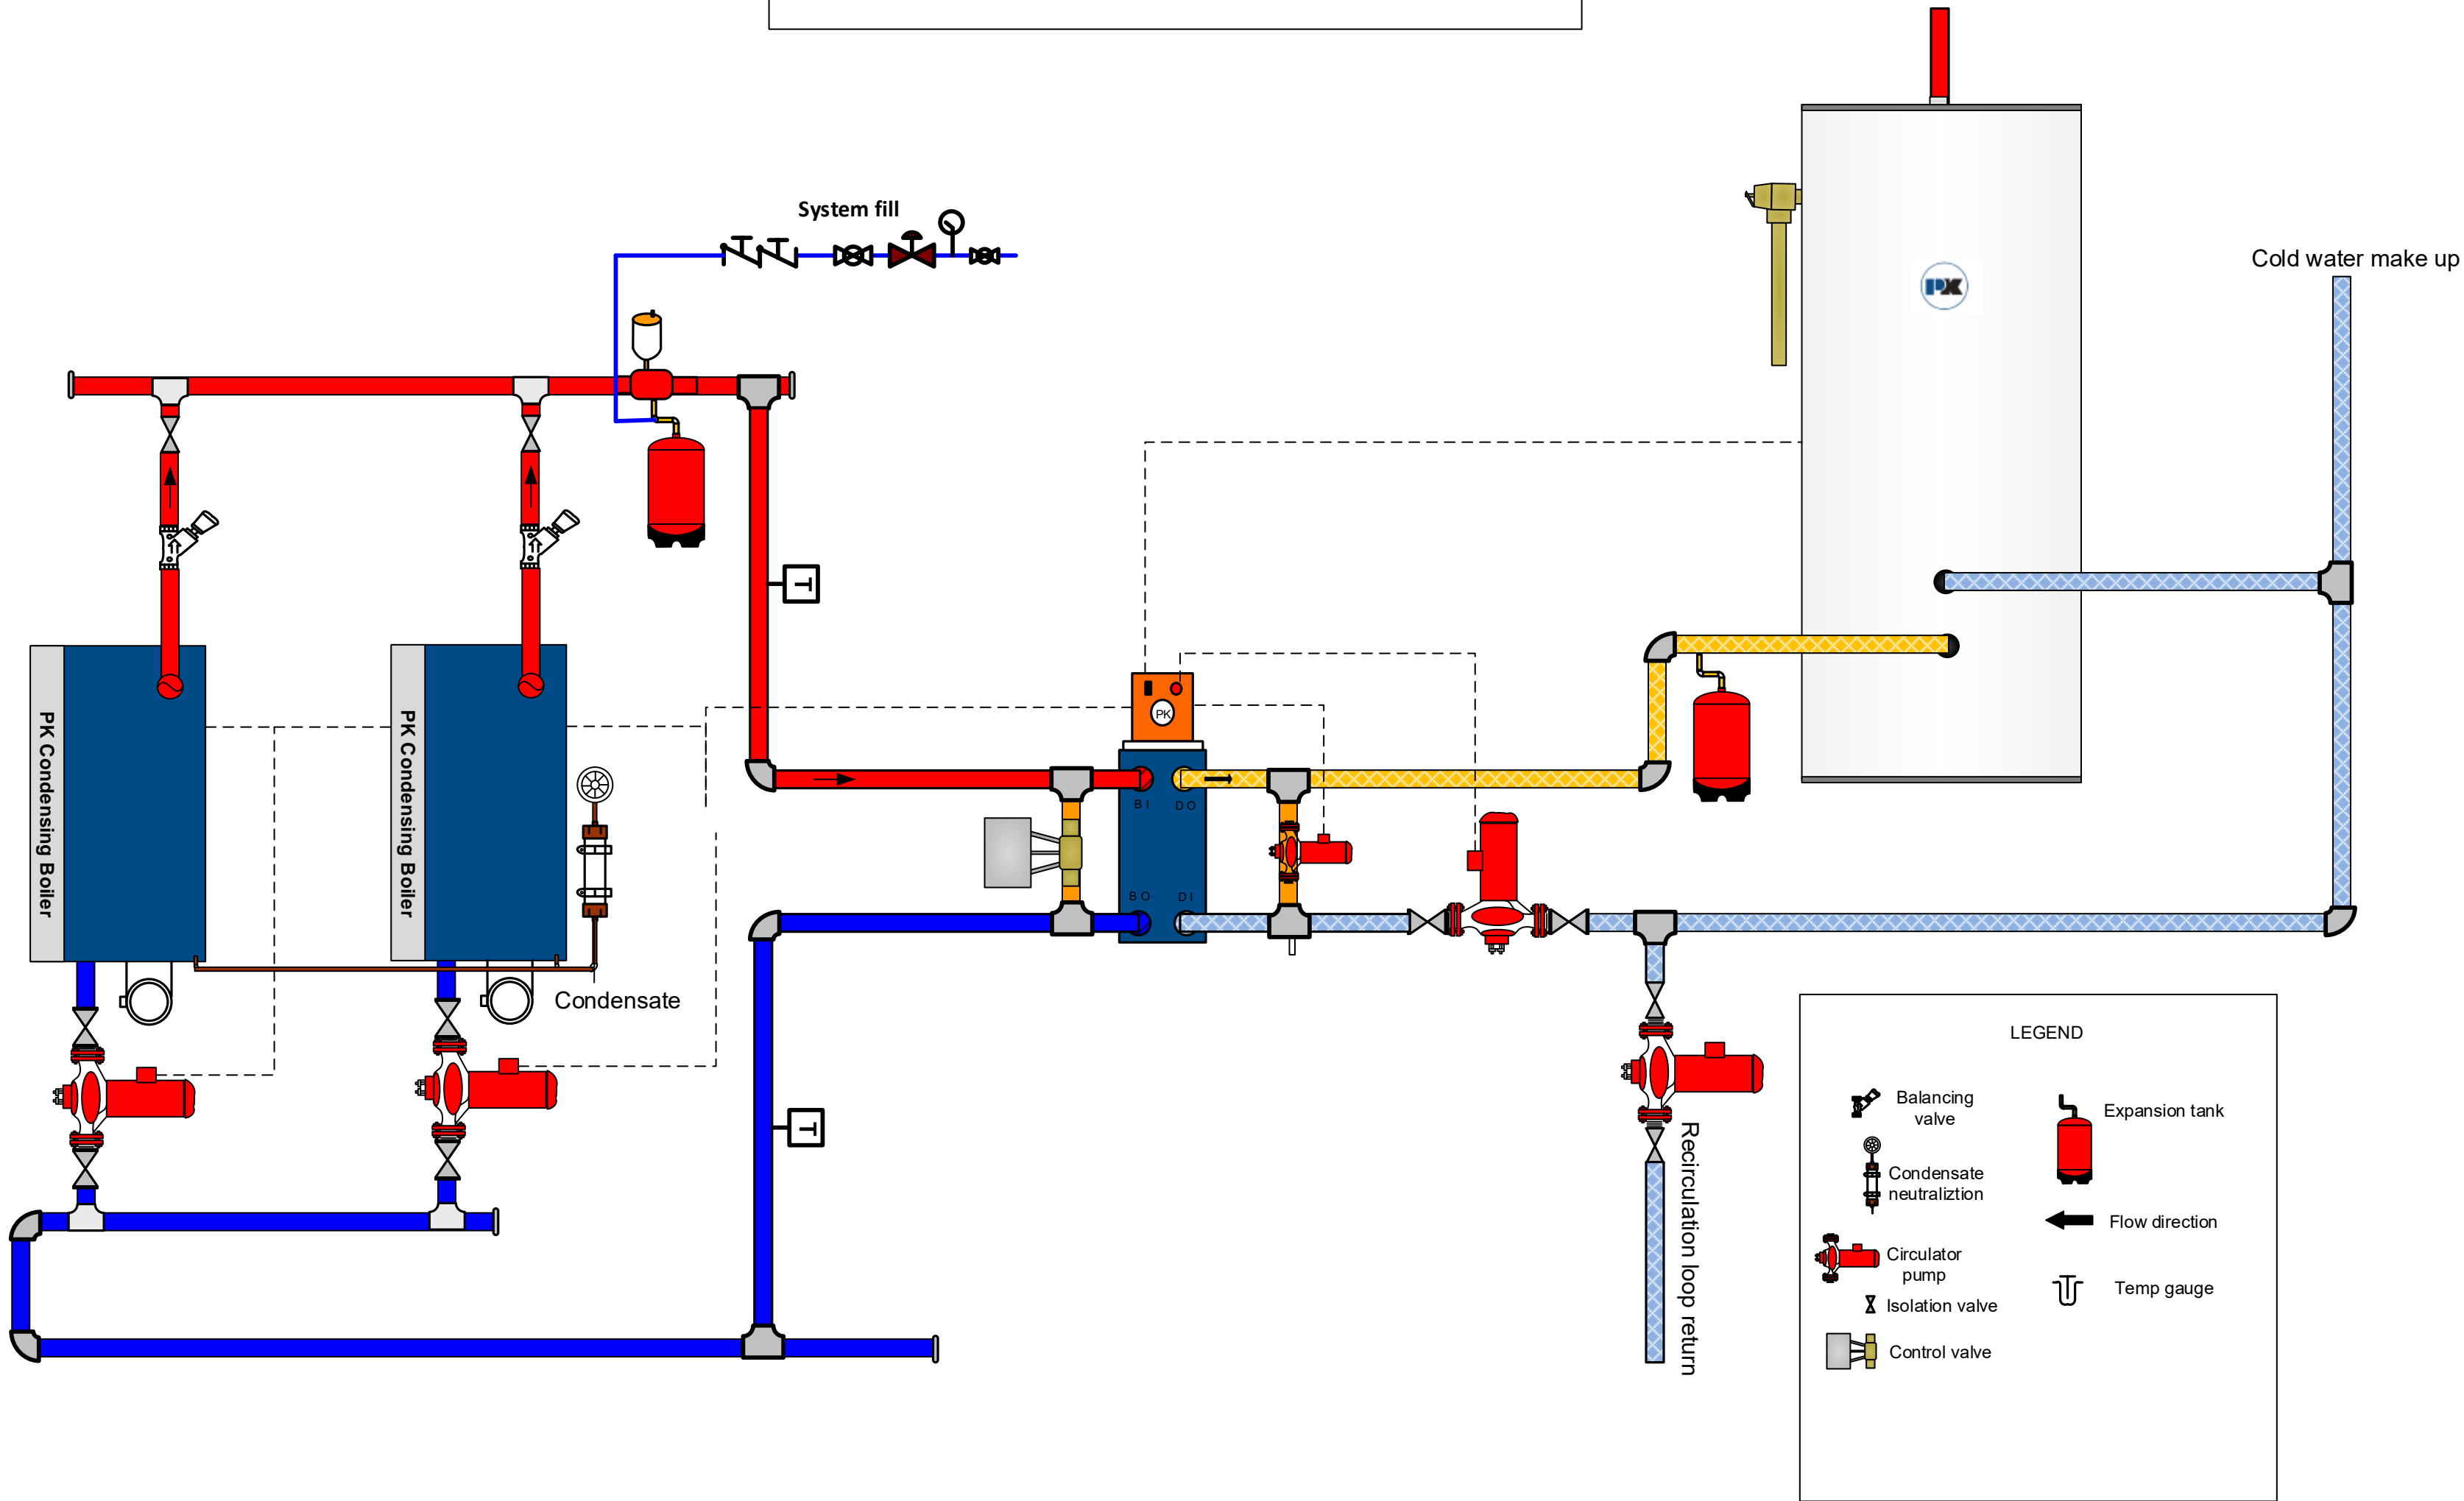 System fill
PK
Cold water make up
T
PK Condensing Boiler
PK Condensing Boiler
PK
BI
DO
BO
DI
Condensate
T
Recirculation loop return
LEGEND
Balancing
valve
Expansion tank
Condensate
neutraliztion
Flow direction
Circulator
pump
Temp gauge
Isolation valve
Control valve